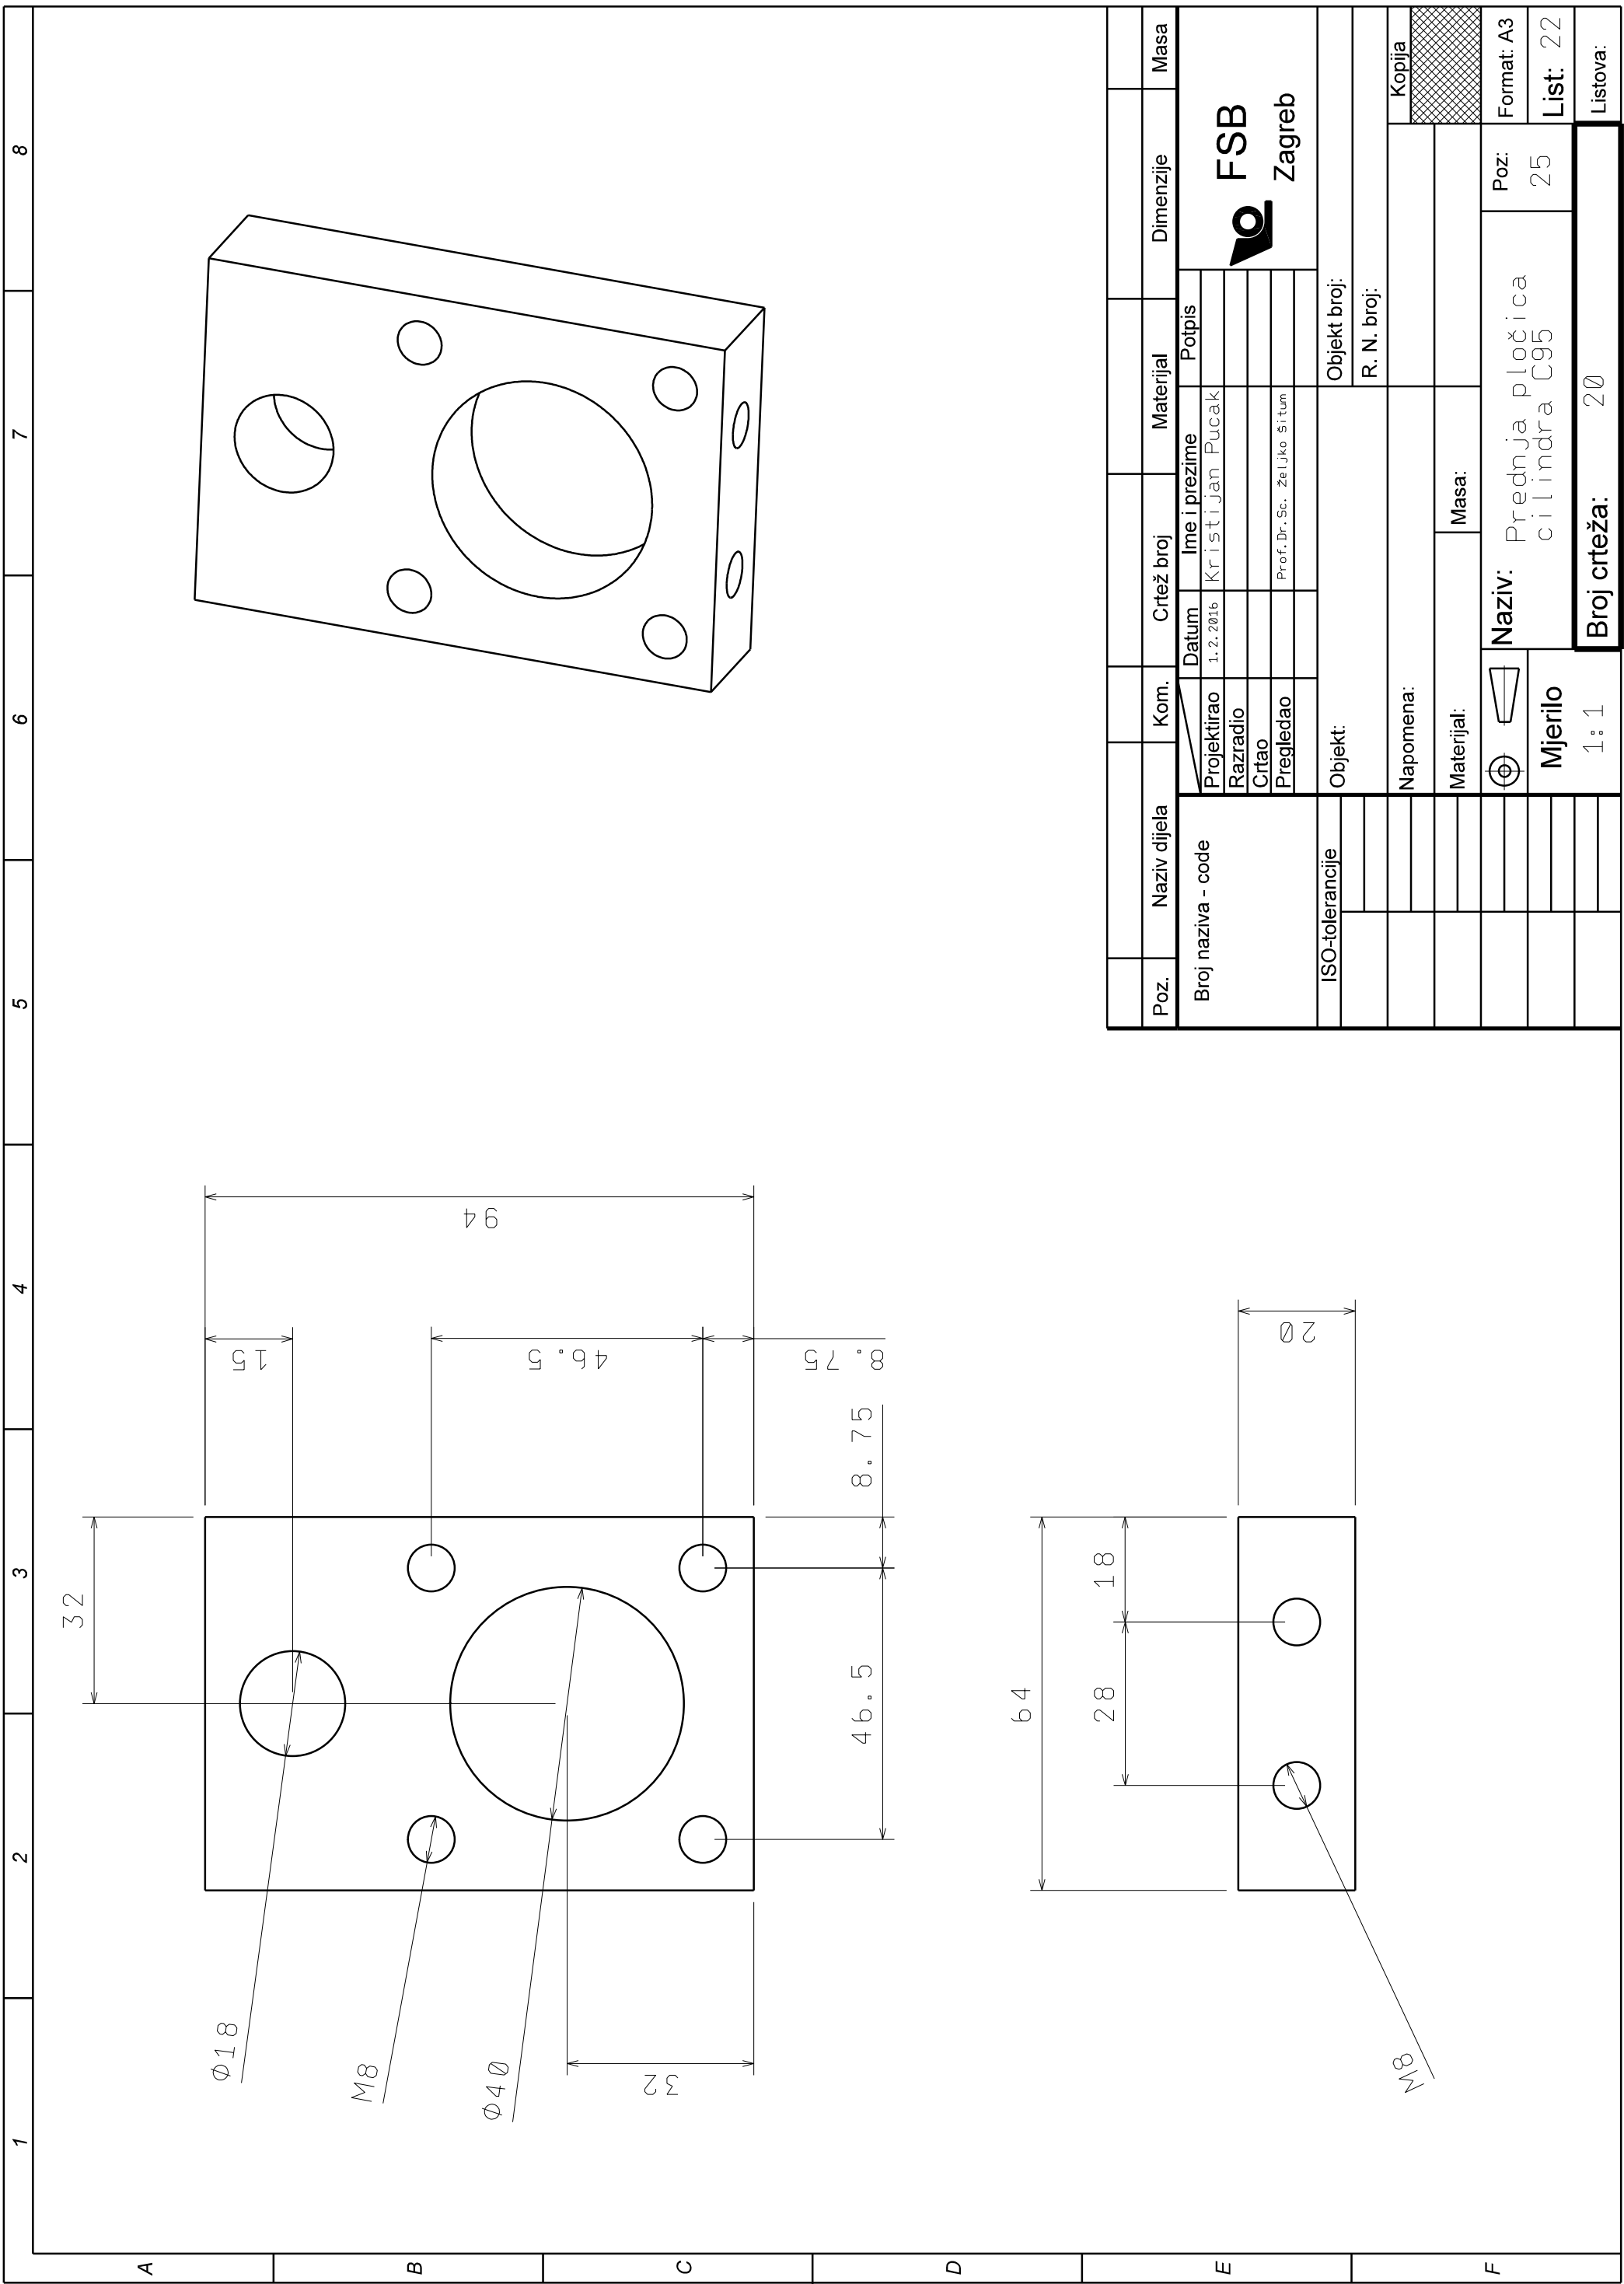 1 2 3 4 5 6 7 8
A
B
C
D
E
F
32
Φ18
M8
Φ40
15
46.5
8.75
94
32
46.5
8.75
64
28
18
20
M8
Poz. Naziv dijela Kom. Crtež broj Materijal Dimenzije Masa
Broj naziva - code
Datum Ime i prezime Potpis
Projektirao 1.2.2016 Kristijan Pucak
Razradio
Crtao
Pregledao Prof.Dr.Sc. Željko Šitum
FSB
Zagreb
ISO-tolerancije
Objekt: Objekt broj:
R. N. broj:
Napomena: Kopija
Materijal: Masa:
Naziv: Prednja pločica
cilindra C95
Poz:
25
Format: A3
List: 22
Listova:
Mjerilo
1:1
Broj crteža: 20